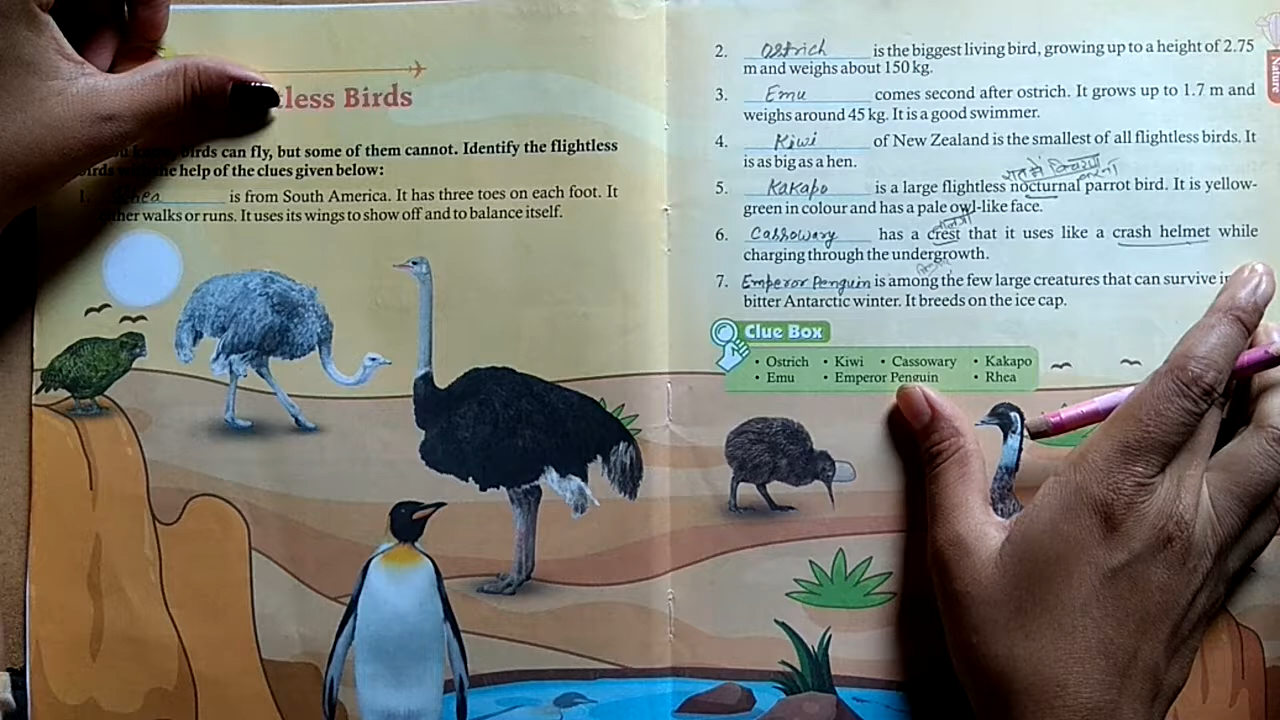 less Birds
birds can fly, but some of them cannot. Identify the flightless
help of the clues given below:
is from South America. It has three toes on each foot. It
walks or runs. It uses its wings to show off and to balance itself.
2. Ostrich is the biggest living bird, growing up to a height of 2.75
m and weighs about 150 kg.
3. Emu comes second after ostrich. It grows up to 1.7 m and
weighs around 45 kg. It is a good swimmer.
4. Kiwi of New Zealand is the smallest of all flightless birds. It
is as big as a hen.
रात में
5. Kakapo is a large flightless nocturnal parrot bird. It is yellow-
green in colour and has a pale owl-like face.
6. Cassowary has a crest that it uses like a crash helmet while
charging through the undergrowth.
7. Emperor Penguin is among the few large creatures that can survive
bitter Antarctic winter. It breeds on the ice cap.
Clue Box
• Ostrich • Kiwi • Cassowary • Kakapo
• Emu • Emperor Penguin • Rhea
Nature